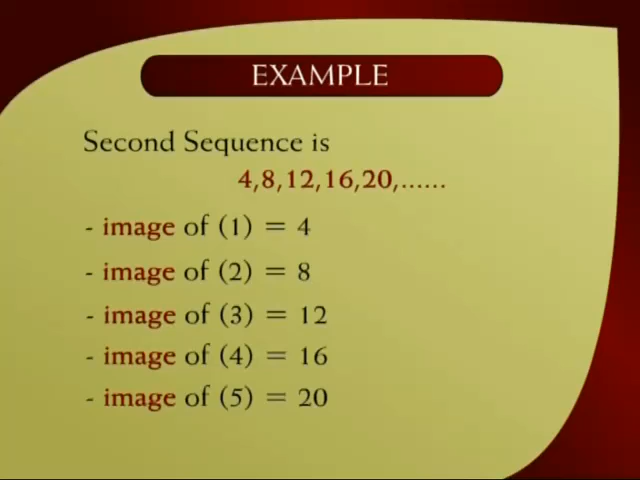 EXAMPLE
Second Sequence is
4,8,12,16,20,......
- image of (1) = 4
- image of (2) = 8
- image of (3) = 12
- image of (4) = 16
- image of (5) = 20